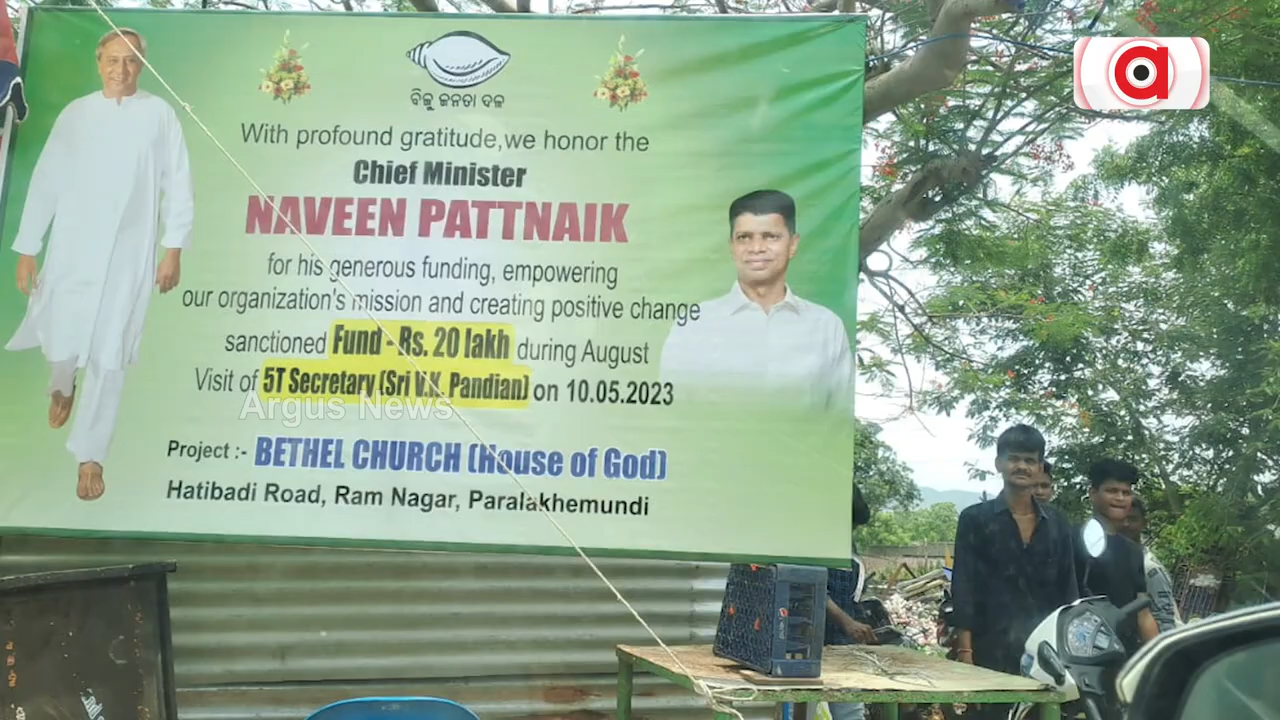 a
ବିଜୁ ଜନତା ଦଳ
With profound gratitude,we honor the
Chief Minister
NAVEEN PATTNAIK
for his generous funding, empowering
our organization's mission and creating positive change
sanctioned Fund - Rs. 20 lakh during August
Visit of 5T Secretary (Sri V.K. Pandian) on 10.05.2023
Argus News
Project :- BETHEL CHURCH (House of God)
Hatibadi Road, Ram Nagar, Paralakhemundi